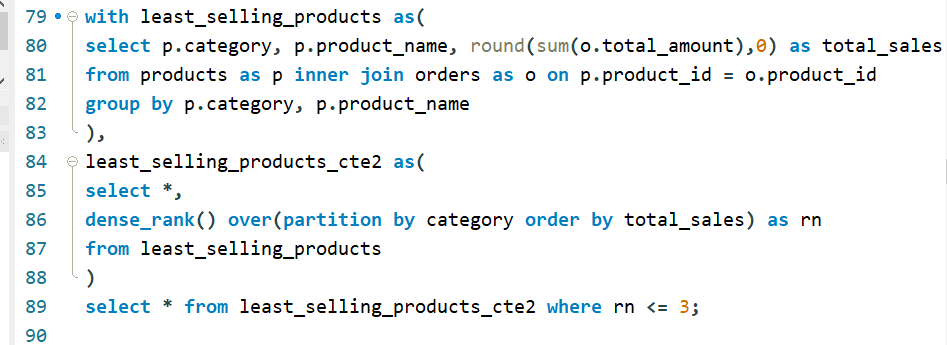 79 with least_selling_products as(
80 select p.category, p.product_name, round(sum(o.total_amount),0) as total_sales
81 from products as p inner join orders as o on p.product_id = o.product_id
82 group by p.category, p.product_name
83 ),
84 least_selling_products_cte2 as(
85 select *,
86 dense_rank() over(partition by category order by total_sales) as rn
87 from least_selling_products
88 )
89 select * from least_selling_products_cte2 where rn <= 3;
90